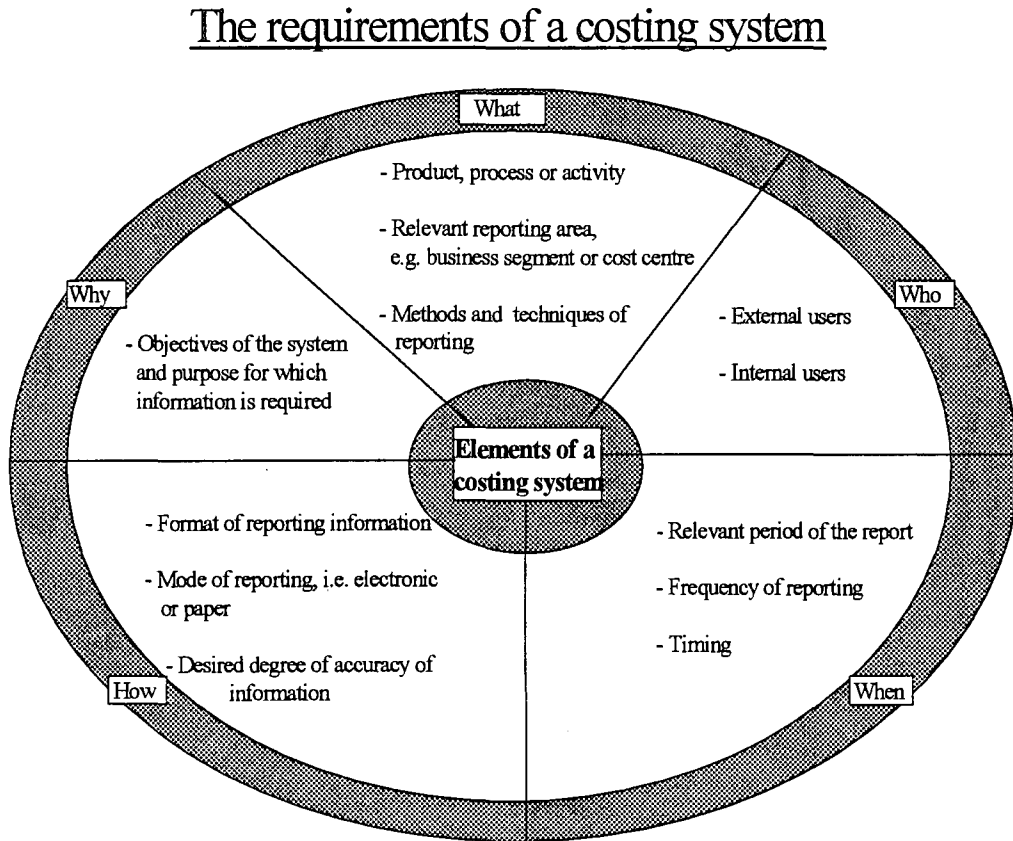 The requirements of a costing system
What
- Product, process or activity
- Relevant reporting area,
e.g. business segment or cost centre
- Methods and techniques of
reporting
Who
- External users
- Internal users
Why
- Objectives of the system
and purpose for which
information is required
Elements of a
costing system
How
- Format of reporting information
- Mode of reporting, i.e. electronic
or paper
- Desired degree of accuracy of
information
When
- Relevant period of the report
- Frequency of reporting
- Timing